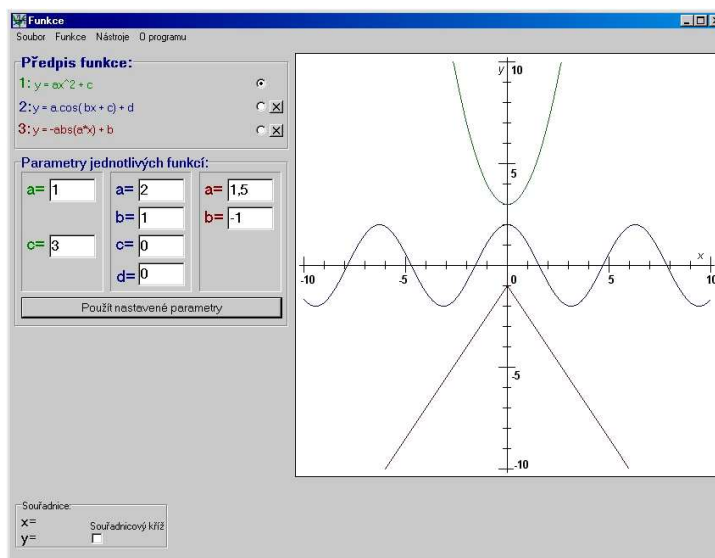 Funkce
Soubor Funkce Nástroje O programu
Předpis funkce:
1: y = ax^2 + c
2: y = a.cos( bx + c) + d
3: y = -abs(a*x) + b
Parametry jednotlivých funkcí:
a= 1 a= 2 a= 1,5
b= 1 b= -1
c= 3 c= 0
d= 0
Použít nastavené parametry
y 10
5
x
-10 -5 0 5 10
-5
-10
Souřadnice:
x=
Souřadnicový kříž
y=